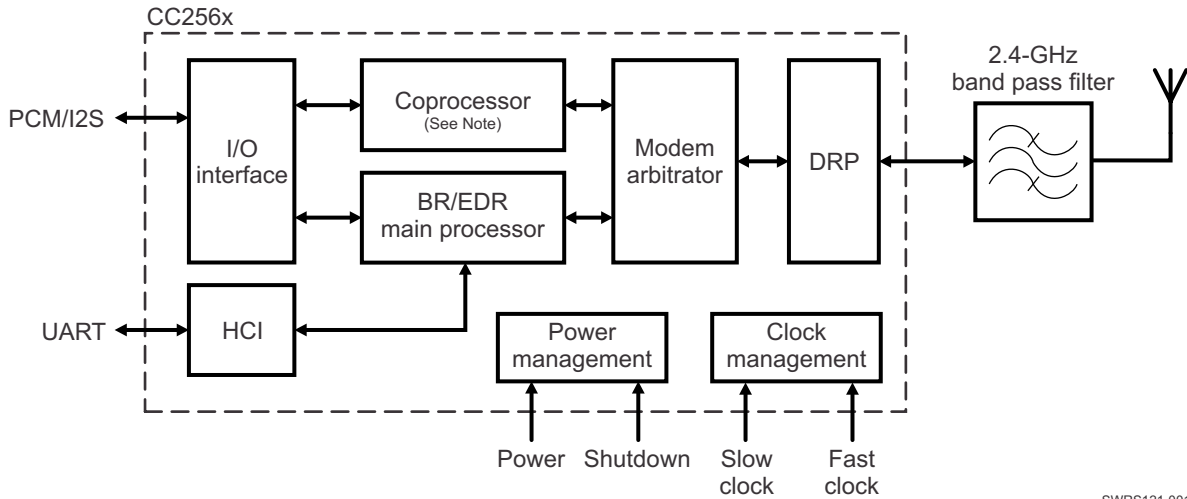 CC256x
2.4-GHz
band pass filter
PCM/I2S
I/O
interface
Coprocessor
(See Note)
BR/EDR
main processor
Modem
arbitrator
DRP
UART
HCI
Power
management
Clock
management
Power
Shutdown
Slow
clock
Fast
clock